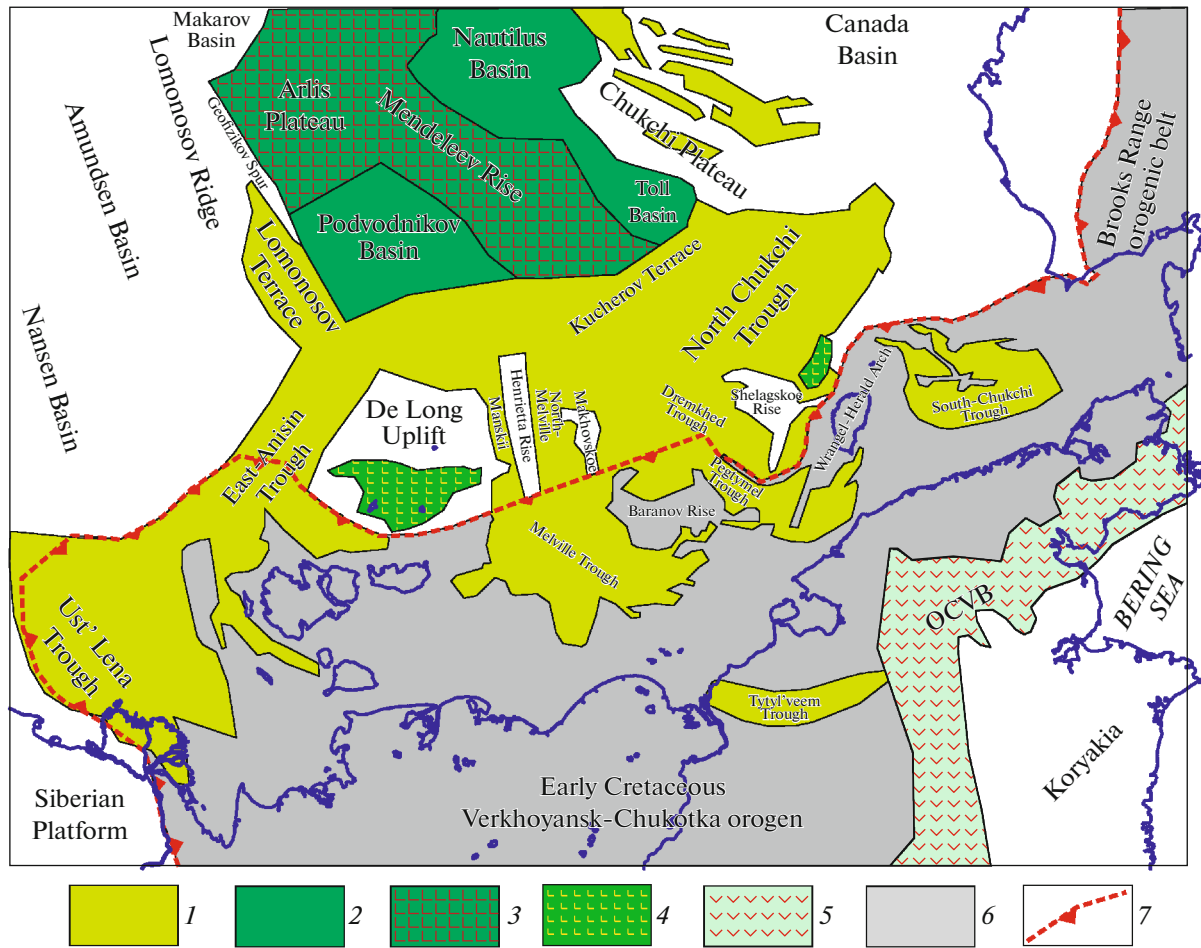 Makarov
Basin
Lomonosov Ridge
Amundsen Basin
Nansen Basin
Geofizikov Spur
Arlis
Plateau
Nautilus
Basin
Mendeleev Rise
Canada
Basin
Chukchi Plateau
Toll
Basin
Podvodnikov
Basin
Lomonosov
Terrace
Kucherov Terrace
North Chukchi
Trough
Brooks Range
orogenic belt
De Long
Uplift
Manskii
Henrietta Rise
North-
Melville
Makhovskoe
Dremkhed
Trough
Shelagskoe
Rise
Wrangel-Herald Arch
South-Chukchi
Trough
East-Anisin
Trough
Pegtymel
Trough
Baranov Rise
Melville Trough
Ust' Lena
Trough
OCVB
BERING
SEA
Tytyl'veem
Trough
Koryakia
Siberian
Platform
Early Cretaceous
Verkhoyansk-Chukotka orogen
1 2 3 4 5 6 7